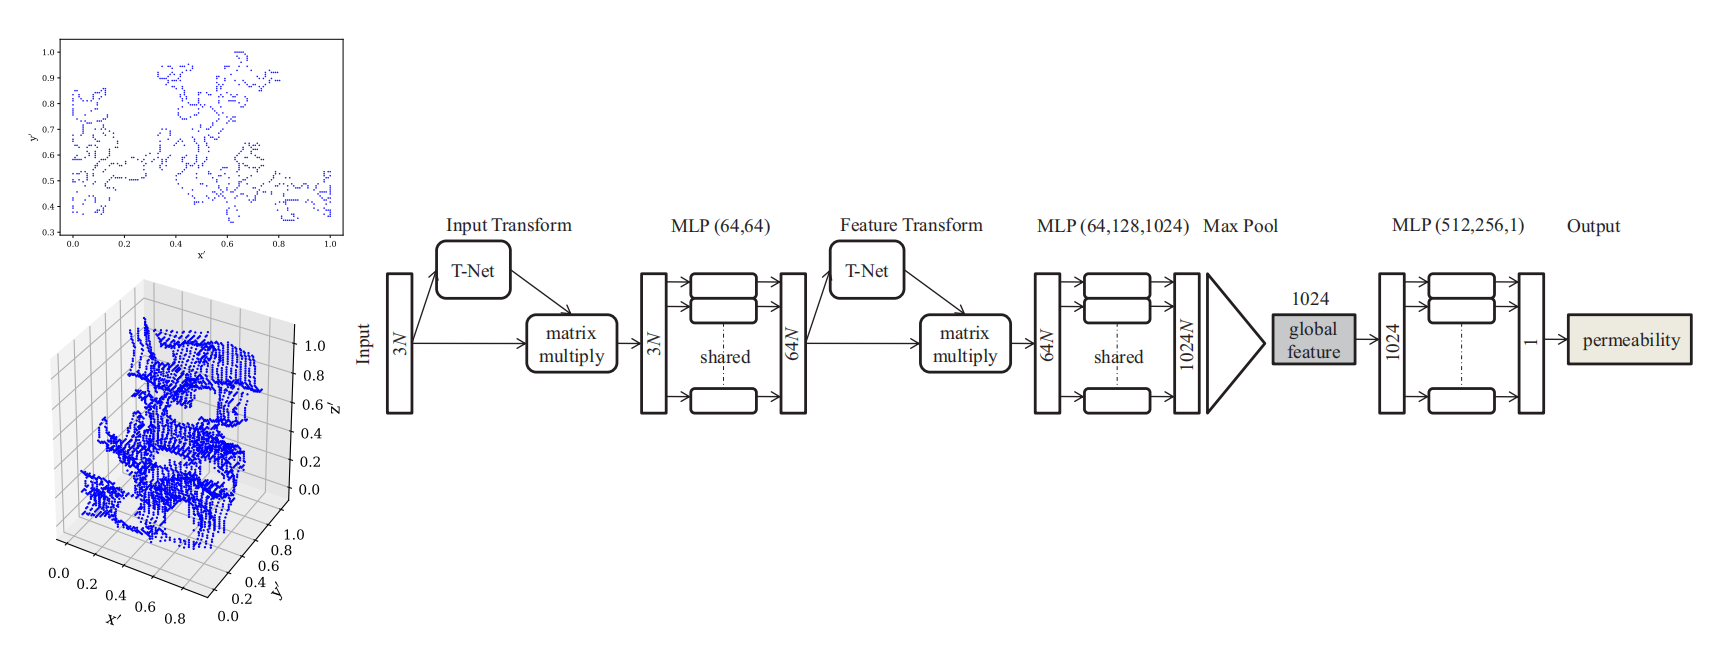 1.0
0.9
0.8
0.7
0.6
0.5
0.4
0.3
y′
0.0 0.2 0.4 0.6 0.8 1.0
x′
1.0
0.8
0.6
0.4
0.2
0.0
z′
1.0
0.8
0.6
0.4
0.2
0.0
y′
0.0
0.2
0.4
0.6
0.8
x′
Input
3N
Input Transform
T-Net
matrix
multiply
MLP (64,64)
3N
shared
64N
Feature Transform
T-Net
matrix
multiply
MLP (64,128,1024)
64N
shared
1024N
Max Pool
1024
global
feature
MLP (512,256,1)
1024
1
Output
permeability